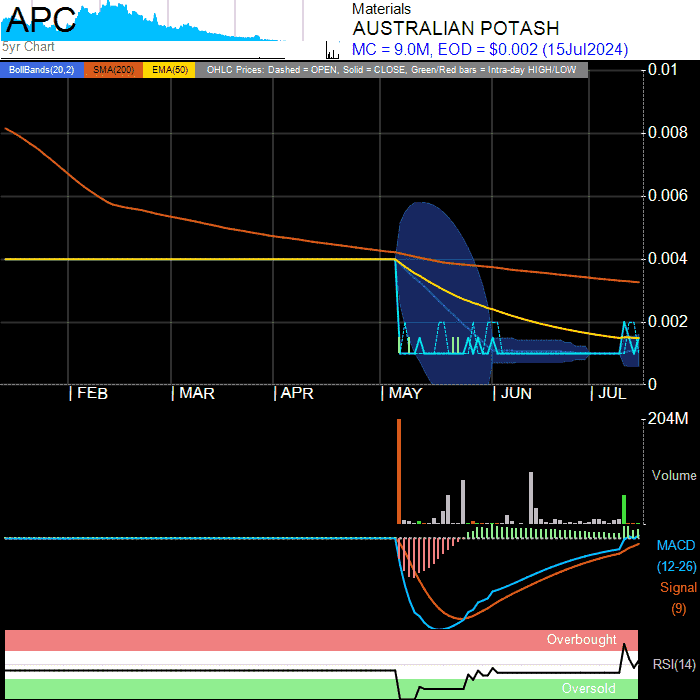 APC
5yr Chart
Materials
AUSTRALIAN POTASH
MC = 9.0M, EOD = $0.002 (15Jul2024)
BollBands(20,2) SMA(200) EMA(50) OHLC Prices: Dashed = OPEN, Solid = CLOSE, Green/Red bars = Intra-day HIGH/LOW
0.01
0.008
0.006
0.004
0.002
0
FEB MAR APR MAY JUN JUL
204M
Volume
MACD
(12-26)
Signal
(9)
Overbought
RSI(14)
Oversold